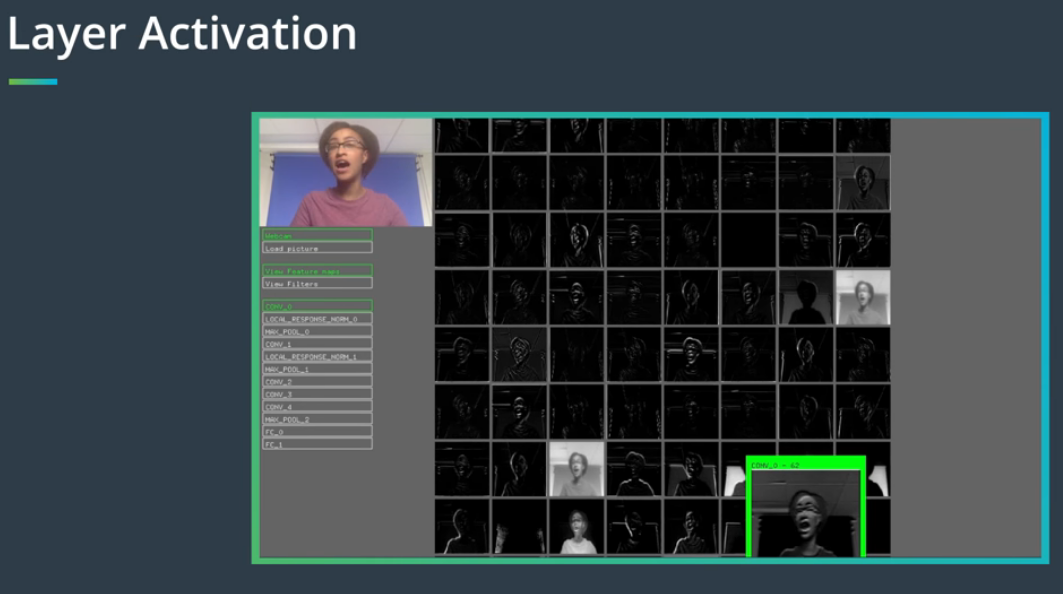 Layer Activation
Webcam
Load picture
View Feature maps
View Filters
CONV_0
LOCAL_RESPONSE_NORM_0
MAX_POOL_0
CONV_1
LOCAL_RESPONSE_NORM_1
MAX_POOL_1
CONV_2
CONV_3
CONV_4
MAX_POOL_2
FC_0
FC_1
CONV_0 - 62